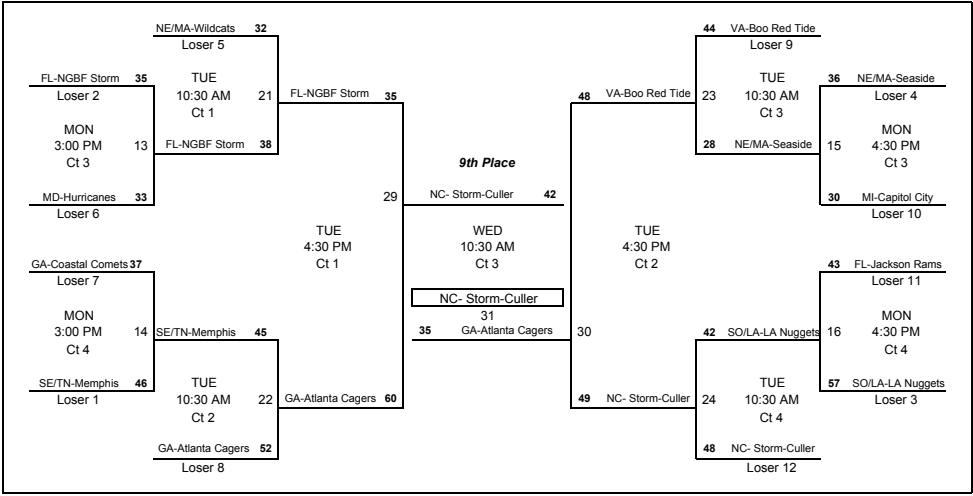 NE/MA-Wildcats 32
Loser 5
44 VA-Boo Red Tide
Loser 9
FL-NGBF Storm 35
Loser 2
TUE
10:30 AM
Ct 1
21
FL-NGBF Storm 35
48 VA-Boo Red Tide
23
TUE
10:30 AM
Ct 3
36 NE/MA-Seaside
Loser 4
MON
3:00 PM
Ct 3
13
FL-NGBF Storm 38
28 NE/MA-Seaside
15
MON
4:30 PM
Ct 3
9th Place
MD-Hurricanes 33
Loser 6
29
NC- Storm-Culler 42
30 MI-Capitol City
Loser 10
TUE
4:30 PM
Ct 1
WED
10:30 AM
Ct 3
TUE
4:30 PM
Ct 2
GA-Coastal Comets 37
Loser 7
43 FL-Jackson Rams
Loser 11
NC- Storm-Culler
31
MON
3:00 PM
Ct 4
14
SE/TN-Memphis 45
35 GA-Atlanta Cagers
30
42 SO/LA-LA Nuggets
16
MON
4:30 PM
Ct 4
SE/TN-Memphis 46
Loser 1
TUE
10:30 AM
Ct 2
22
GA-Atlanta Cagers 60
49 NC- Storm-Culler
24
TUE
10:30 AM
Ct 4
57 SO/LA-LA Nuggets
Loser 3
GA-Atlanta Cagers 52
Loser 8
48 NC- Storm-Culler
Loser 12